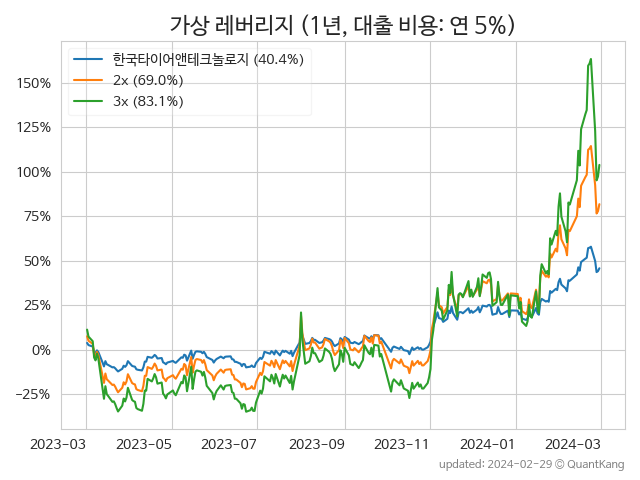 가상 레버리지 (1년, 대출 비용: 연 5%)
한국타이어앤테크놀로지 (40.4%)
2x (69.0%)
3x (83.1%)
150%
125%
100%
75%
50%
25%
0%
−25%
2023-03 2023-05 2023-07 2023-09 2023-11 2024-01 2024-03
updated: 2024-02-29 © QuantKang